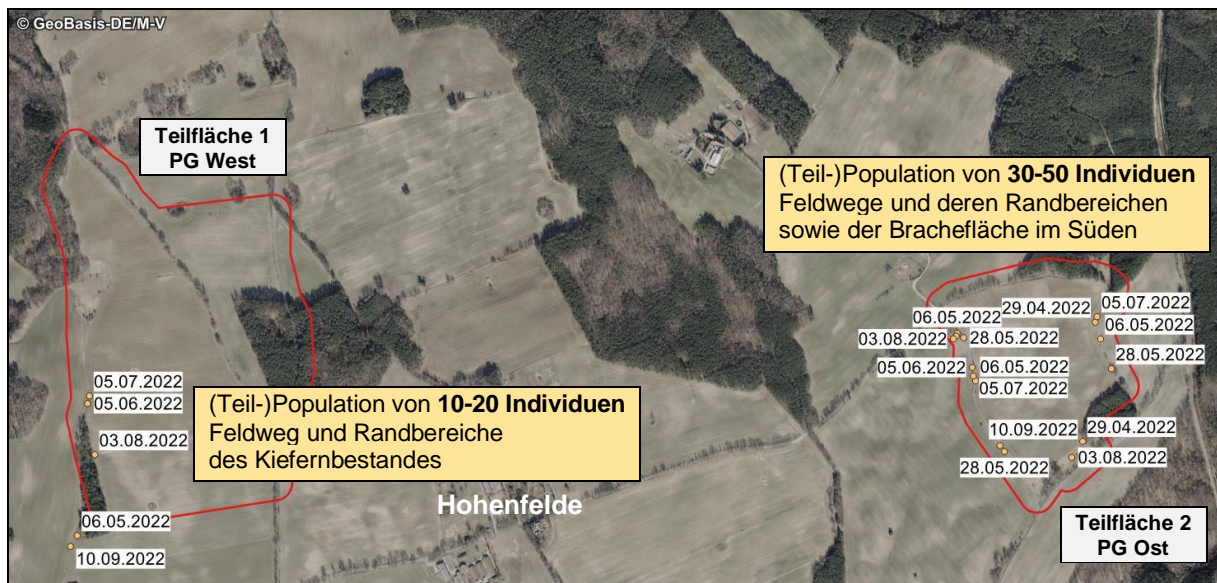 © GeoBasis-DE/M-V
Teilfläche 1
PG West
(Teil-)Population von 30-50 Individuen
Feldwege und deren Randbereichen
sowie der Brachefläche im Süden
29.04.2022
05.07.2022
06.05.2022
06.05.2022
03.08.2022
28.05.2022
05.06.2022
06.05.2022
28.05.2022
05.07.2022
05.07.2022
05.06.2022
(Teil-)Population von 10-20 Individuen
Feldweg und Randbereiche
des Kiefernbestandes
03.08.2022
10.09.2022
29.04.2022
28.05.2022
03.08.2022
Hohenfelde
06.05.2022
10.09.2022
Teilfläche 2
PG Ost